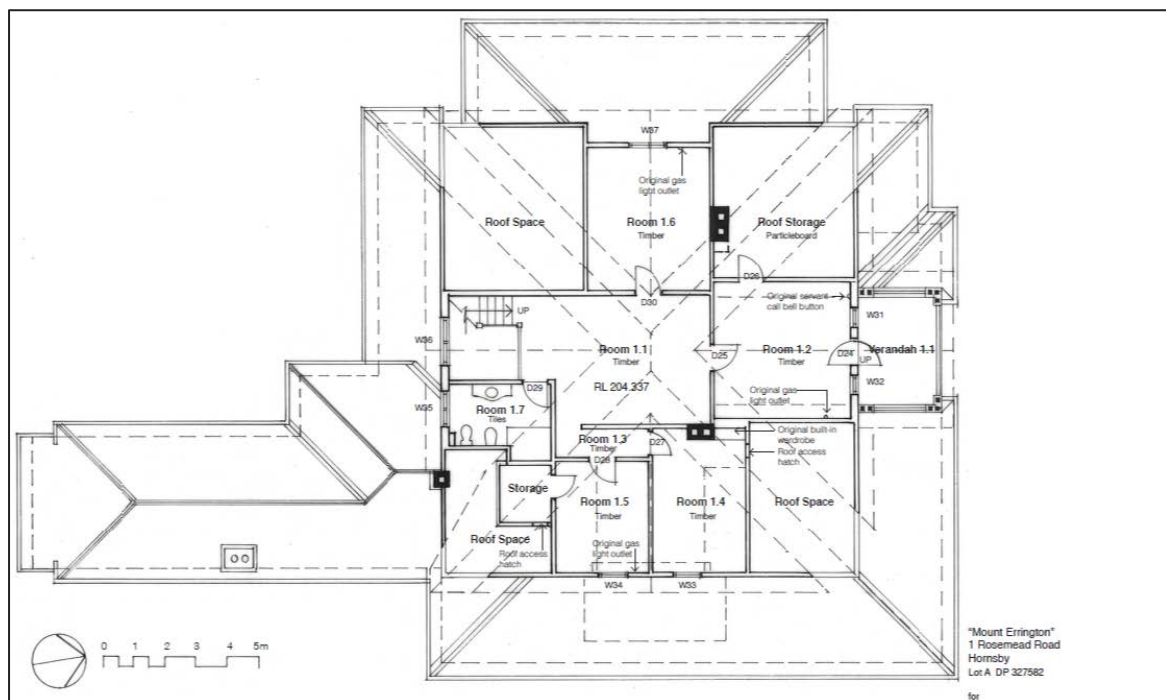 W37
Original gas
light outlet
Roof Space
Room 1.6
Timber
Roof Storage
Particleboard
D26
Original servant
call bell button
D30
UP
W36
Room 1.1
Timber
RL 204.337
D25
Room 1.2
Timber
W31
D24
Verandah 1.1
UP
W32
Original gas
light outlet
D29
W35
Room 1.7
Tiles
Room 1.3
Timber
D27
Original built-in
wardrobe
Roof access
hatch
D28
Storage
Room 1.5
Timber
Room 1.4
Timber
Roof Space
Roof Space
Roof access
hatch
Original gas
light outlet
W34
W33
0 1 2 3 4 5m
"Mount Errington"
1 Rosemead Road
Hornsby
Lot A DP 327582
for